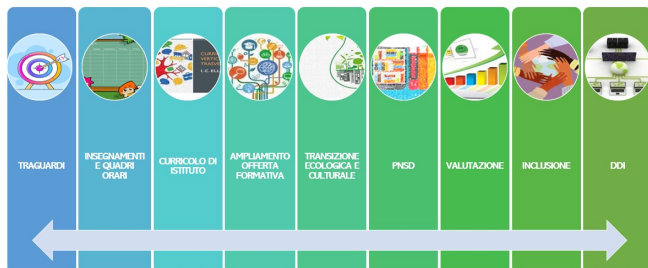 TRAGUARDI
INSEGNAMENTI
E QUADRI
ORARI
CURRICOLO DI
ISTITUTO
AMPLIAMENTO
OFFERTA
FORMATIVA
TRANSIZIONE
ECOLOGICA E
CULTURALE
PNSD
VALUTAZIONE
INCLUSIONE
DDI